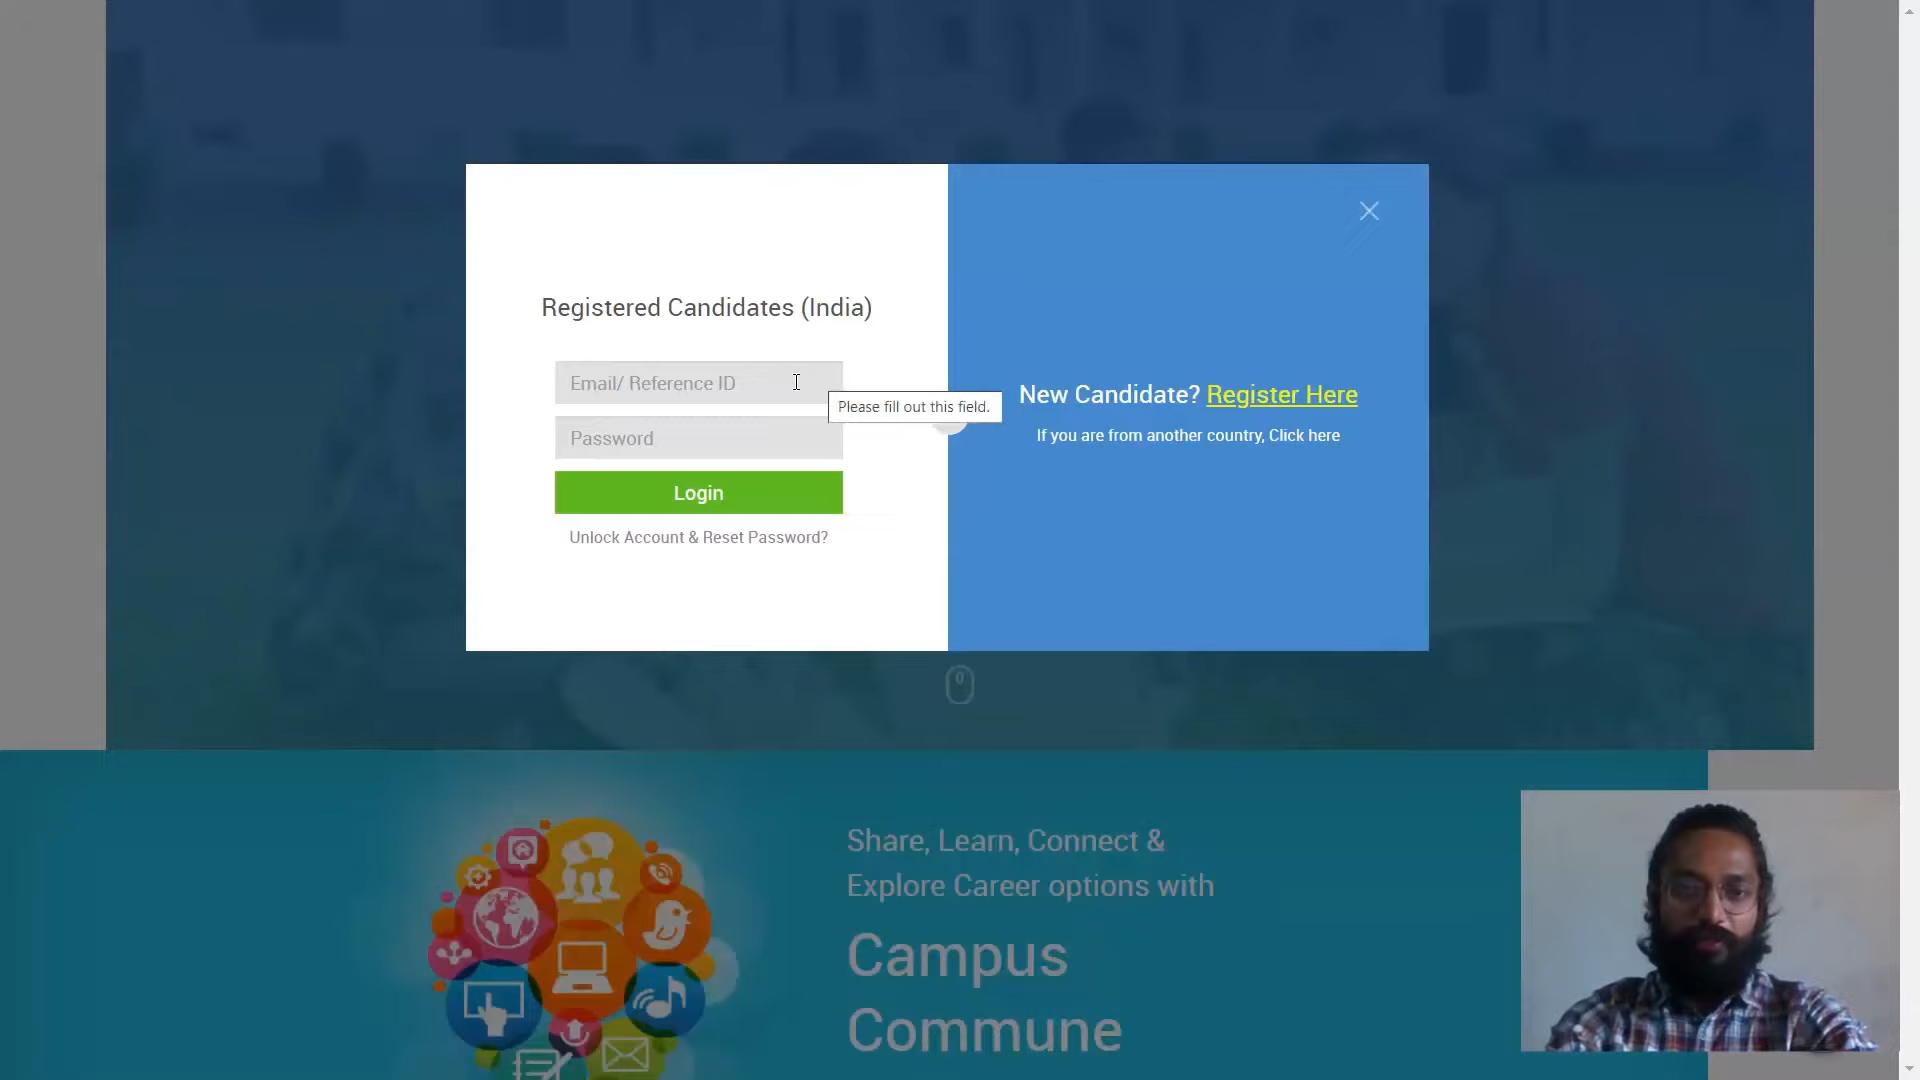 Registered Candidates (India)
Email/ Reference ID
Please fill out this field.
Password
Login
Unlock Account & Reset Password?
New Candidate? Register Here
If you are from another country, Click here
Share, Learn, Connect &
Explore Career options with
Campus
Commune